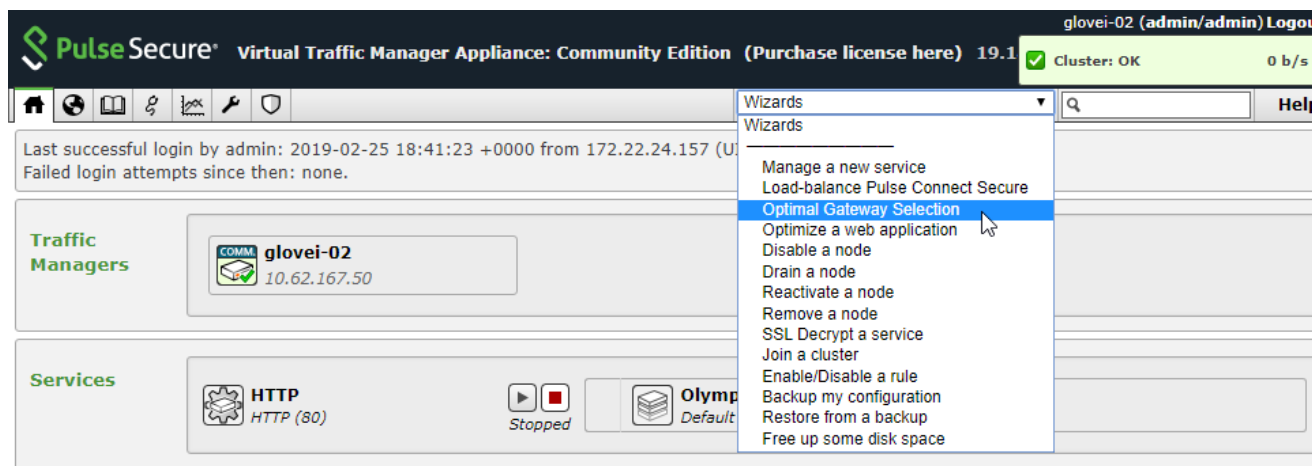 glovei-02 (admin/admin) Logou
Pulse Secure® Virtual Traffic Manager Appliance: Community Edition (Purchase license here) 19.1
Cluster: OK 0 b/s
Wizards
Help
Wizards
Last successful login by admin: 2019-02-25 18:41:23 +0000 from 172.22.24.157 (UI
Failed login attempts since then: none.
Manage a new service
Load-balance Pulse Connect Secure
Optimal Gateway Selection
Optimize a web application
Disable a node
Drain a node
Reactivate a node
Remove a node
SSL Decrypt a service
Join a cluster
Enable/Disable a rule
Backup my configuration
Restore from a backup
Free up some disk space
Traffic
Managers
COMM.
glovei-02
10.62.167.50
Services
HTTP
HTTP (80)
Stopped
Olymp
Default